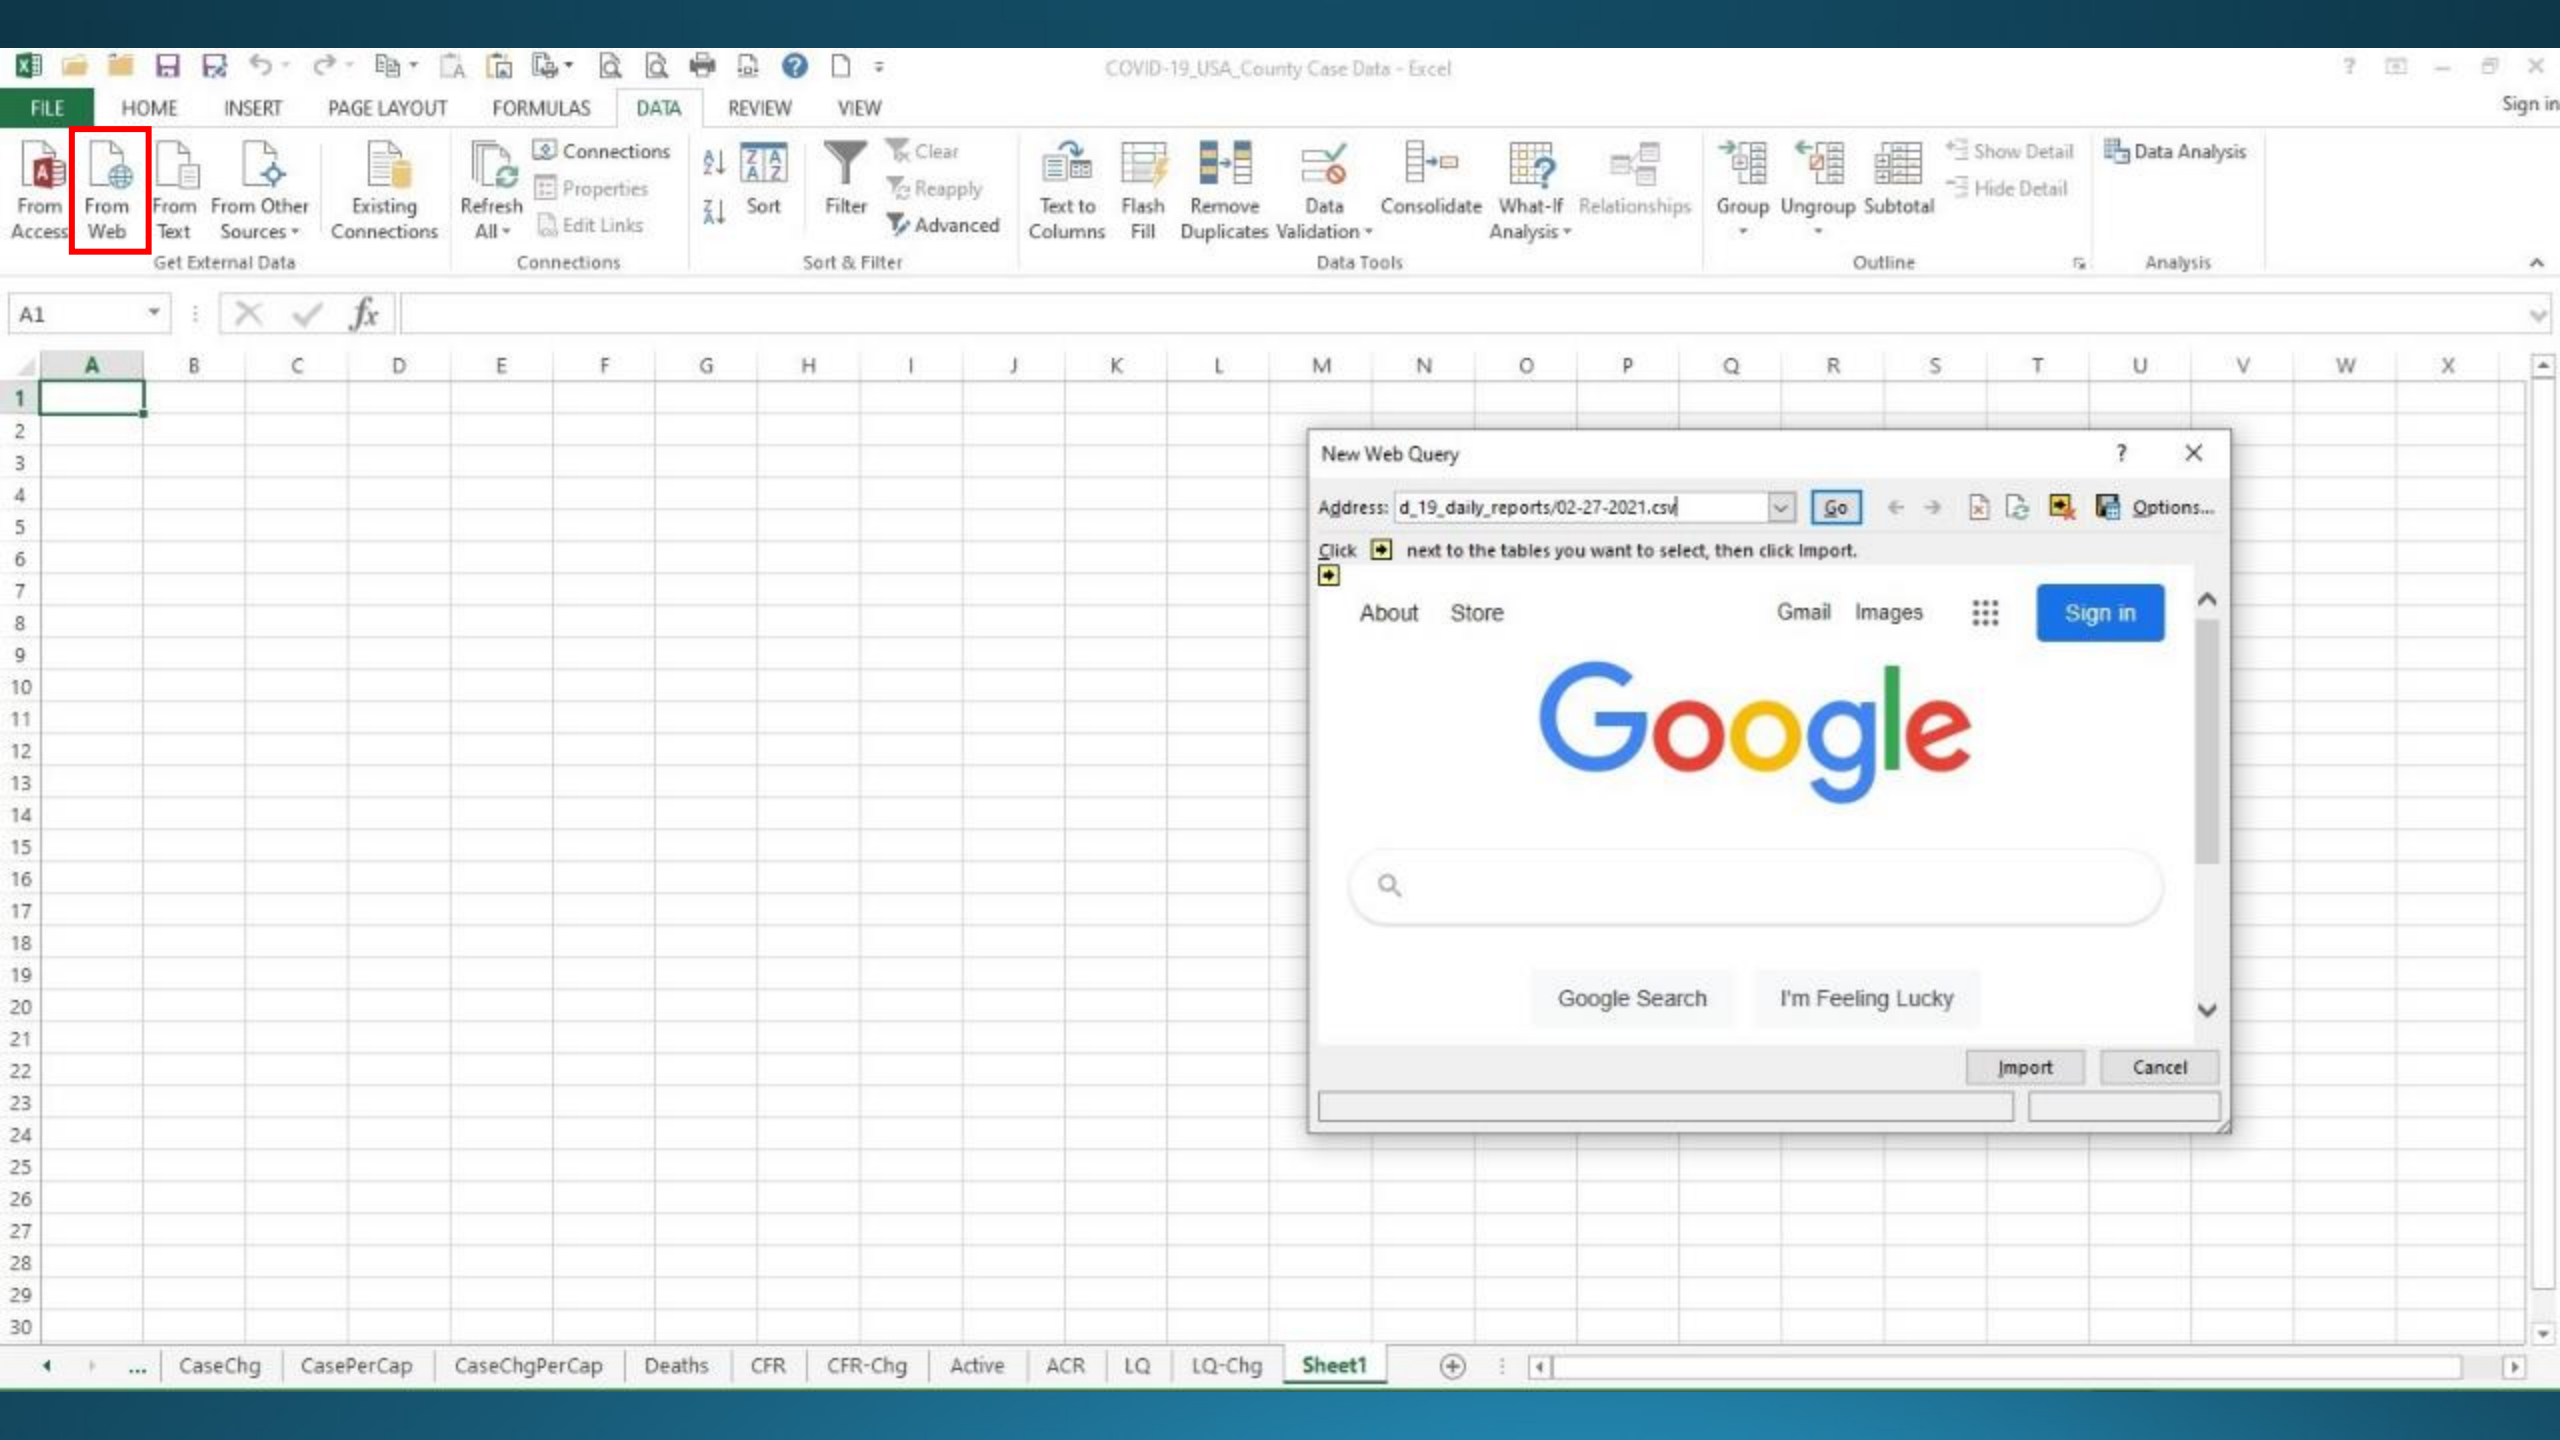 COVID-19_USA_County Case Data - Excel
FILE HOME INSERT PAGE LAYOUT FORMULAS DATA REVIEW VIEW
Sign in
From Access
From Web
From Text
From Other Sources
Existing Connections
Refresh All
Connections
Properties
Edit Links
Sort
Filter
Clear
Reapply
Advanced
Text to Columns
Flash Fill
Remove Duplicates
Data Validation
Consolidate
What-If Analysis
Relationships
Group
Ungroup
Subtotal
Show Detail
Hide Detail
Data Analysis
Get External Data
Connections
Sort & Filter
Data Tools
Outline
Analysis
A1
fx
A B C D E F G H I J K L M N O P Q R S T U V W X
1
2
3
4
5
6
7
8
9
10
11
12
13
14
15
16
17
18
19
20
21
22
23
24
25
26
27
28
29
30
New Web Query
Address: d_19_daily_reports/02-27-2021.csv Go Options...
Click next to the tables you want to select, then click Import.
About Store Gmail Images Sign in
Google
Google Search I'm Feeling Lucky
Import Cancel
... CaseChg CasePerCap CaseChgPerCap Deaths CFR CFR-Chg Active ACR LQ LQ-Chg Sheet1